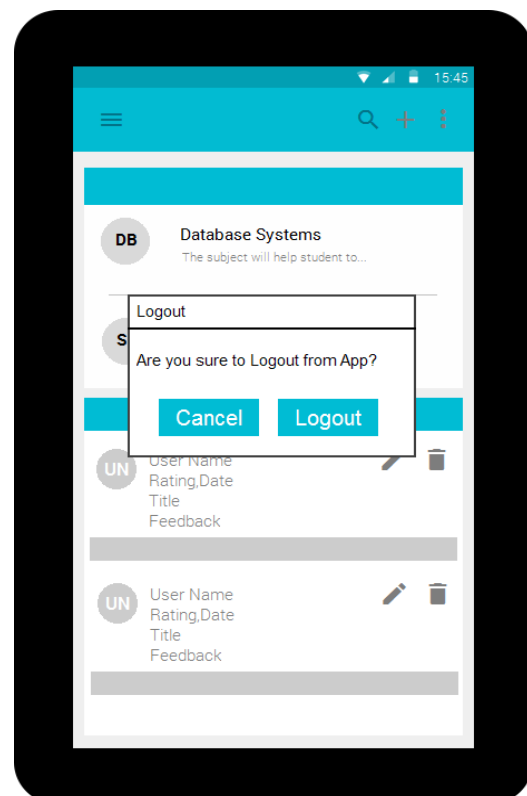 15:45
DB
Database Systems
The subject will help student to...
S
Logout
Are you sure to Logout from App?
Cancel Logout
UN
User Name
Rating,Date
Title
Feedback
UN
User Name
Rating,Date
Title
Feedback